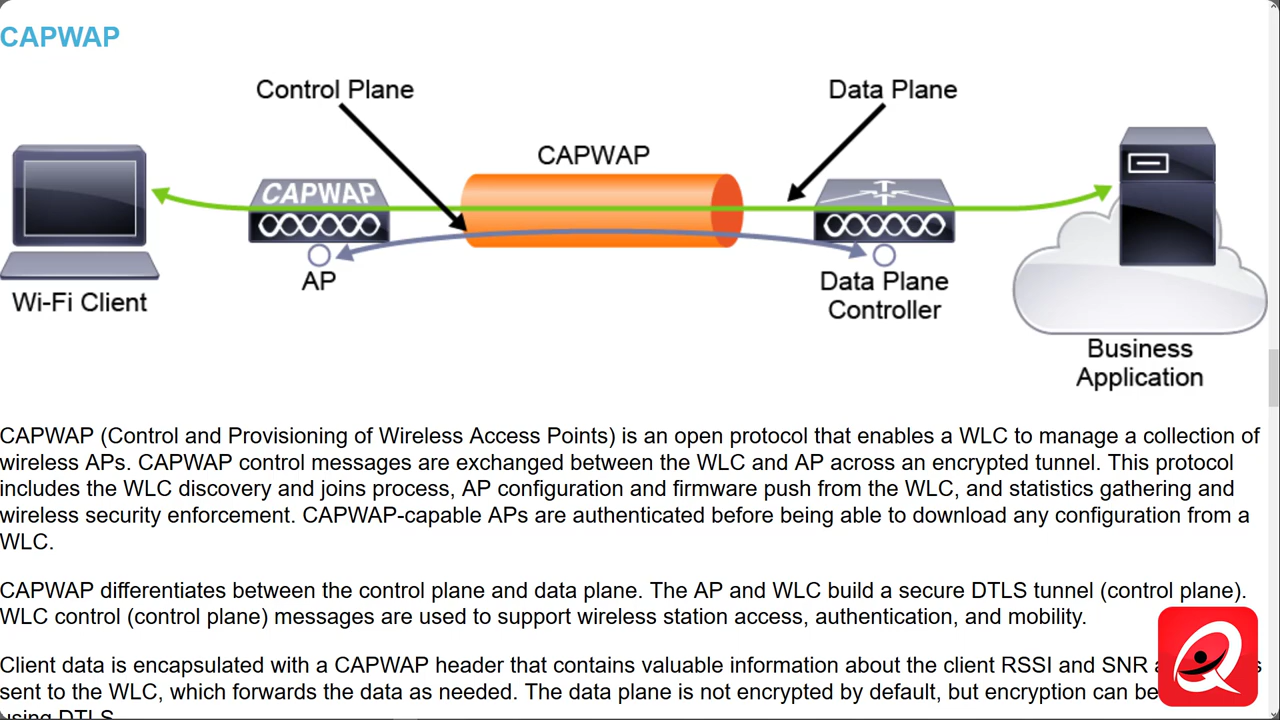 CAPWAP
Control Plane
Data Plane
CAPWAP
CAPWAP
AP
Data Plane
Controller
Wi-Fi Client
Business
Application
CAPWAP (Control and Provisioning of Wireless Access Points) is an open protocol that enables a WLC to manage a collection of
wireless APs. CAPWAP control messages are exchanged between the WLC and AP across an encrypted tunnel. This protocol
includes the WLC discovery and joins process, AP configuration and firmware push from the WLC, and statistics gathering and
wireless security enforcement. CAPWAP-capable APs are authenticated before being able to download any configuration from a
WLC.
CAPWAP differentiates between the control plane and data plane. The AP and WLC build a secure DTLS tunnel (control plane).
WLC control (control plane) messages are used to support wireless station access, authentication, and mobility.
Client data is encapsulated with a CAPWAP header that contains valuable information about the client RSSI and SNR
sent to the WLC, which forwards the data as needed. The data plane is not encrypted by default, but encryption can be
using DTLS